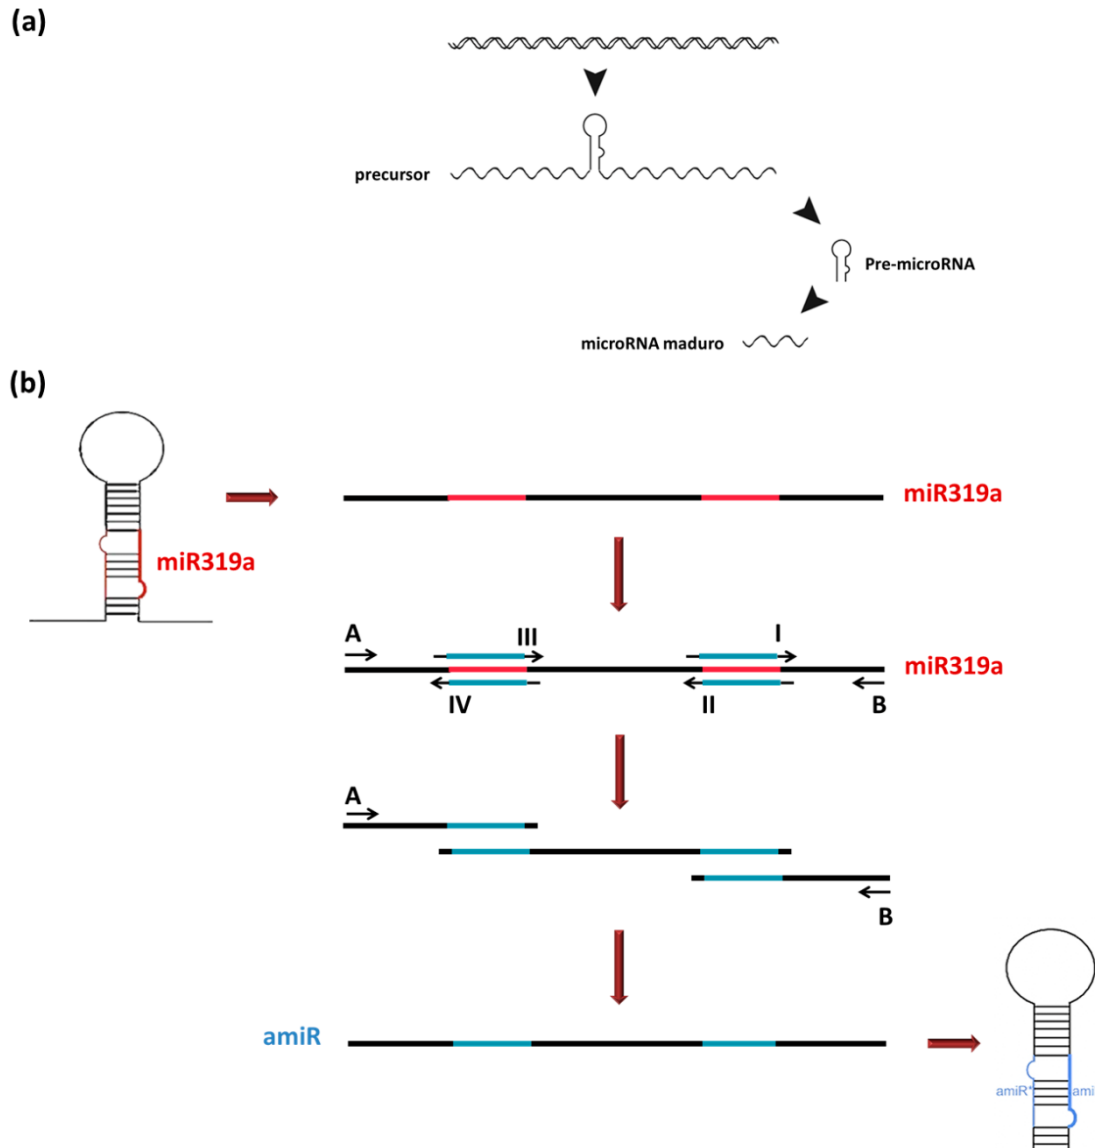 (a)
precursor
Pre-microRNA
microRNA maduro
(b)
miR319a
miR319a
A
III
I
miR319a
IV
II
B
A
B
amiR
amiR*